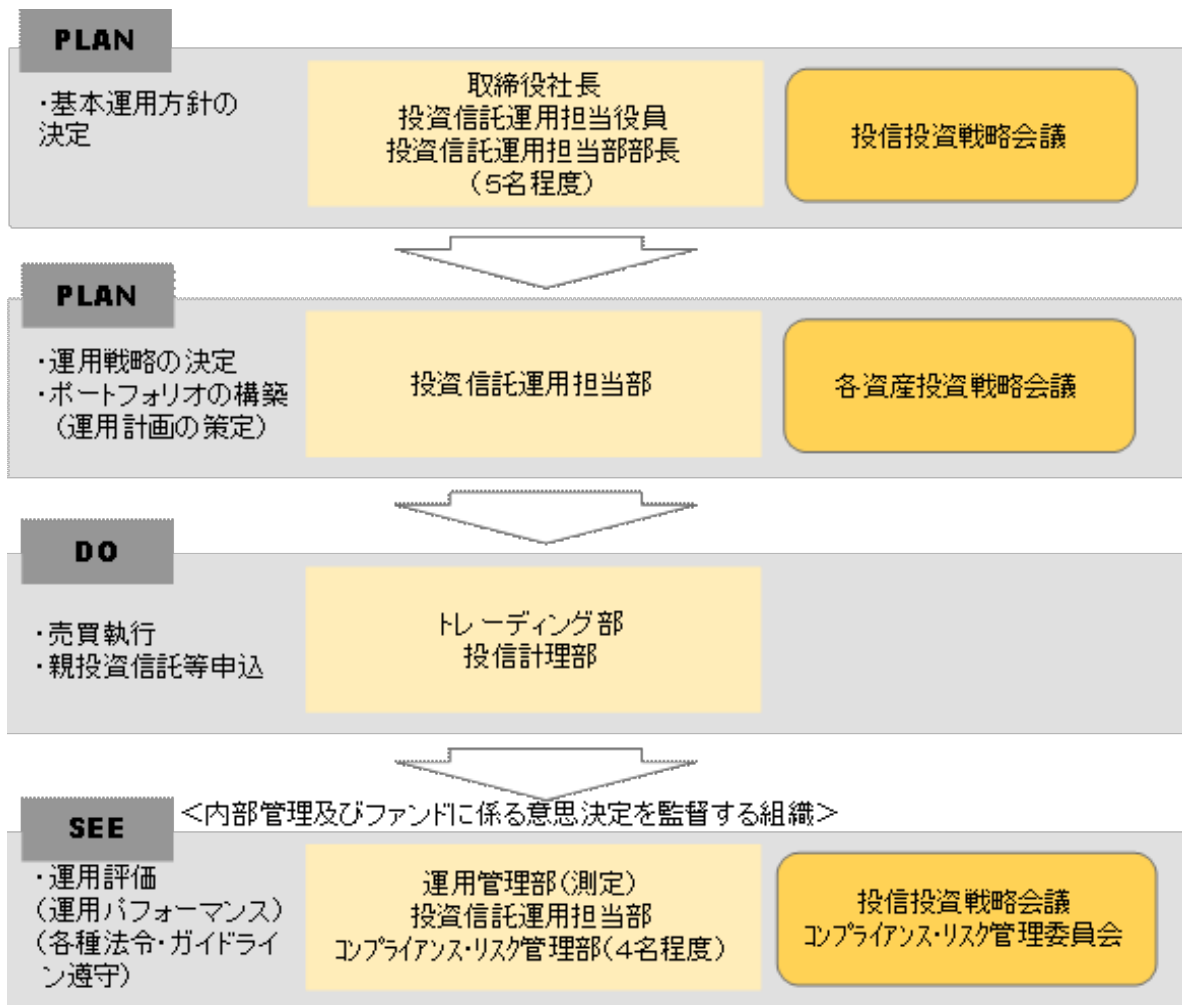 PLAN
・基本運用方針の
決定
取締役社長
投資信託運用担当役員
投資信託運用担当部部長
（5名程度）
投信投資戦略会議
PLAN
・運用戦略の決定
・ポートフォリオの構築
（運用計画の策定）
投資信託運用担当部
各資産投資戦略会議
DO
・売買執行
・親投資信託等申込
トレーディング部
投信計理部
SEE
＜内部管理及びファンドに係る意思決定を監督する組織＞
・運用評価
（運用パフォーマンス）
（各種法令・ガイドライ
ン遵守）
運用管理部（測定）
投資信託運用担当部
コンプライアンス・リスク管理部（4名程度）
投信投資戦略会議
コンプライアンス・リスク管理委員会